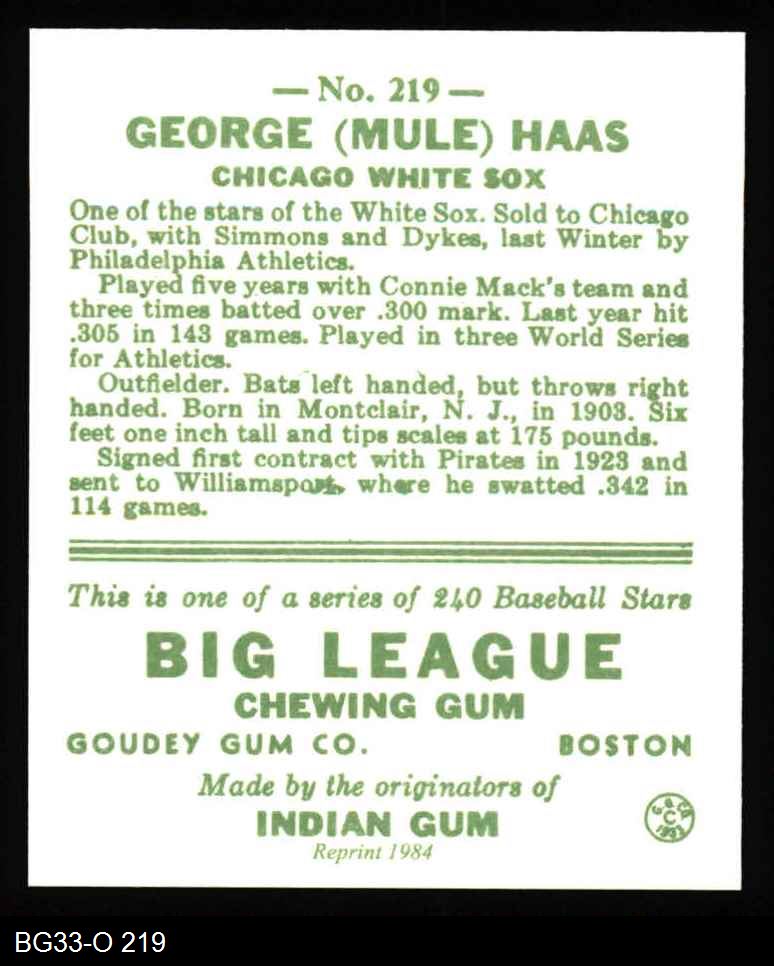 — No. 219 —
GEORGE (MULE) HAAS
CHICAGO WHITE SOX
One of the stars of the White Sox. Sold to Chicago
Club, with Simmons and Dykes, last Winter by
Philadelphia Athletics.
Played five years with Connie Mack's team and
three times batted over .300 mark. Last year hit
.305 in 143 games. Played in three World Series
for Athletics.
Outfielder. Bats left handed, but throws right
handed. Born in Montclair, N. J., in 1903. Six
feet one inch tall and tips scales at 175 pounds.
Signed first contract with Pirates in 1923 and
sent to Williamsport, where he swatted .342 in
114 games.
This is one of a series of 240 Baseball Stars
BIG LEAGUE
CHEWING GUM
GOUDEY GUM CO. BOSTON
Made by the originators of
INDIAN GUM
Reprint 1984
C
BG33-O 219